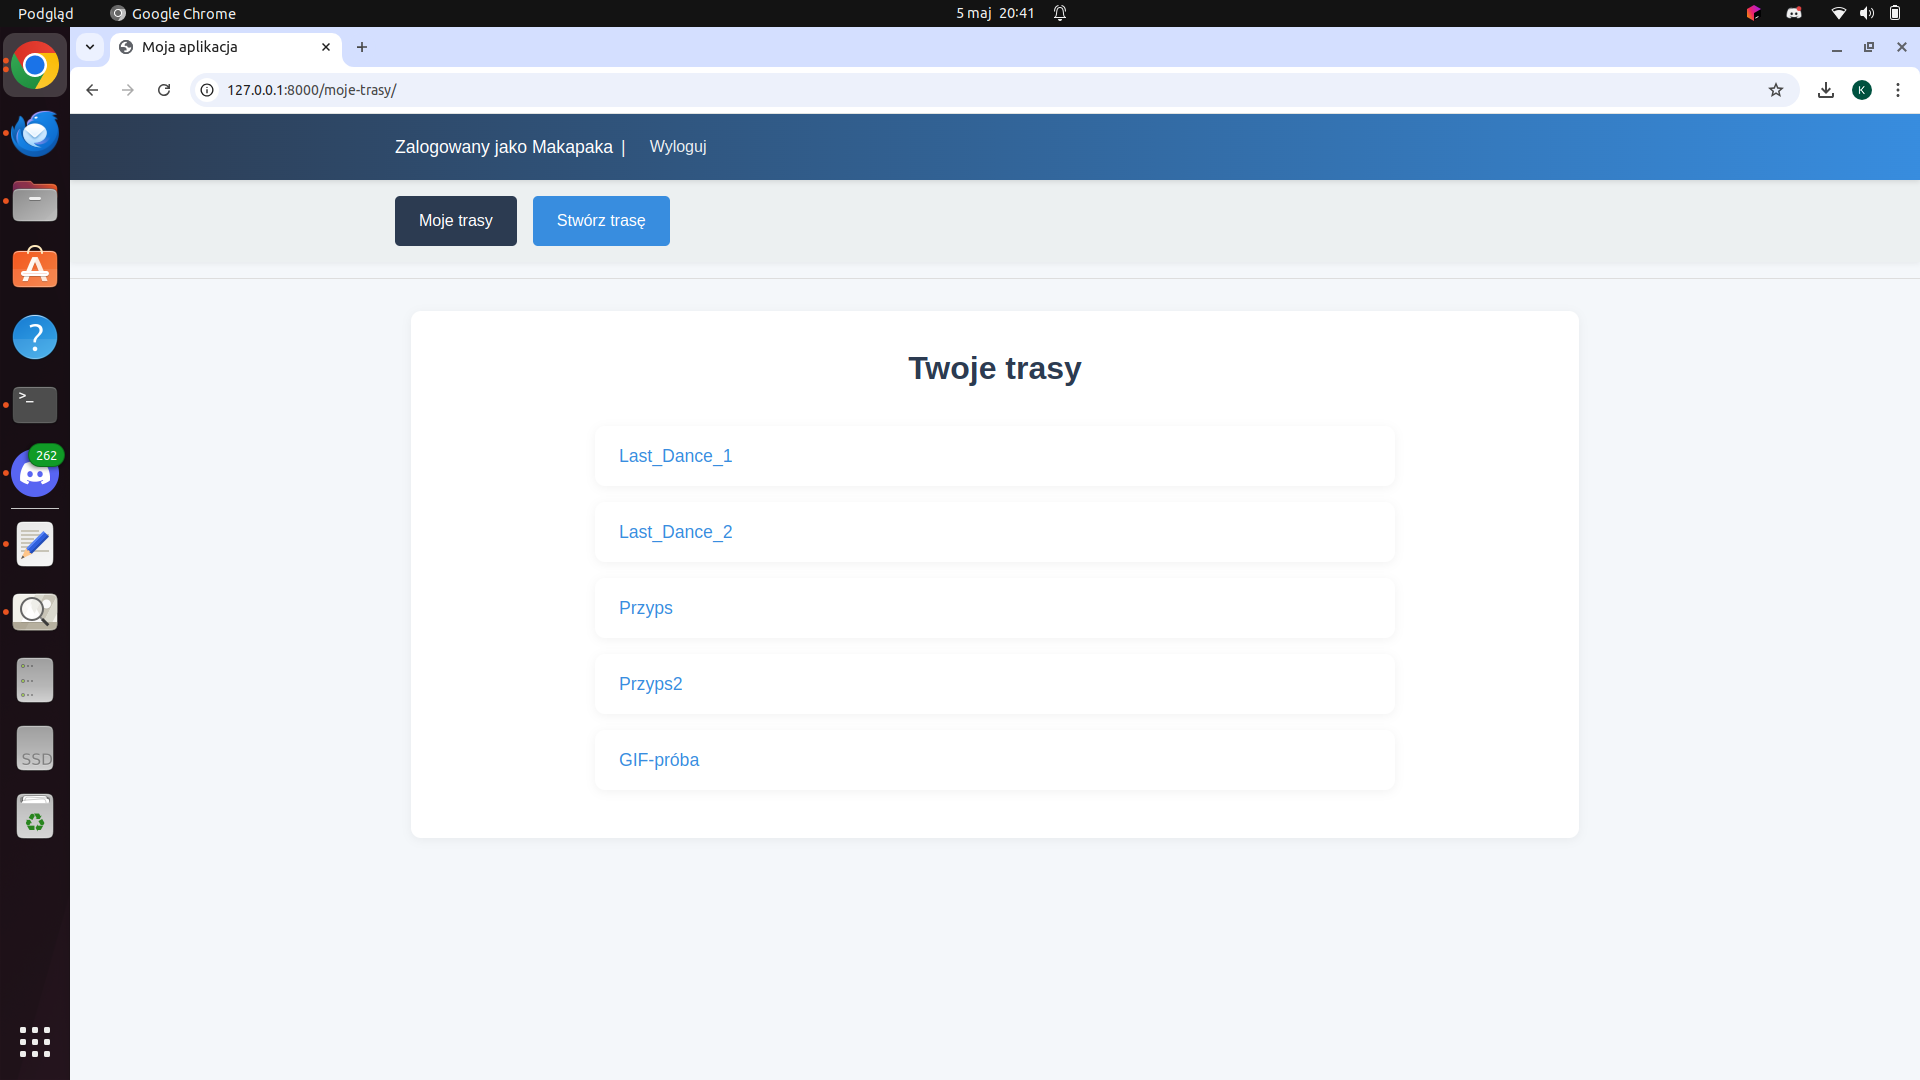 Podgląd
Google Chrome
5 maj 20:41
Moja aplikacja
127.0.0.1:8000/moje-trasy/
K
Zalogowany jako Makapaka |
Wyloguj
Moje trasy
Stwórz trasę
Twoje trasy
Last_Dance_1
Last_Dance_2
Przyps
Przyps2
GIF-próba
>_
262
SSD